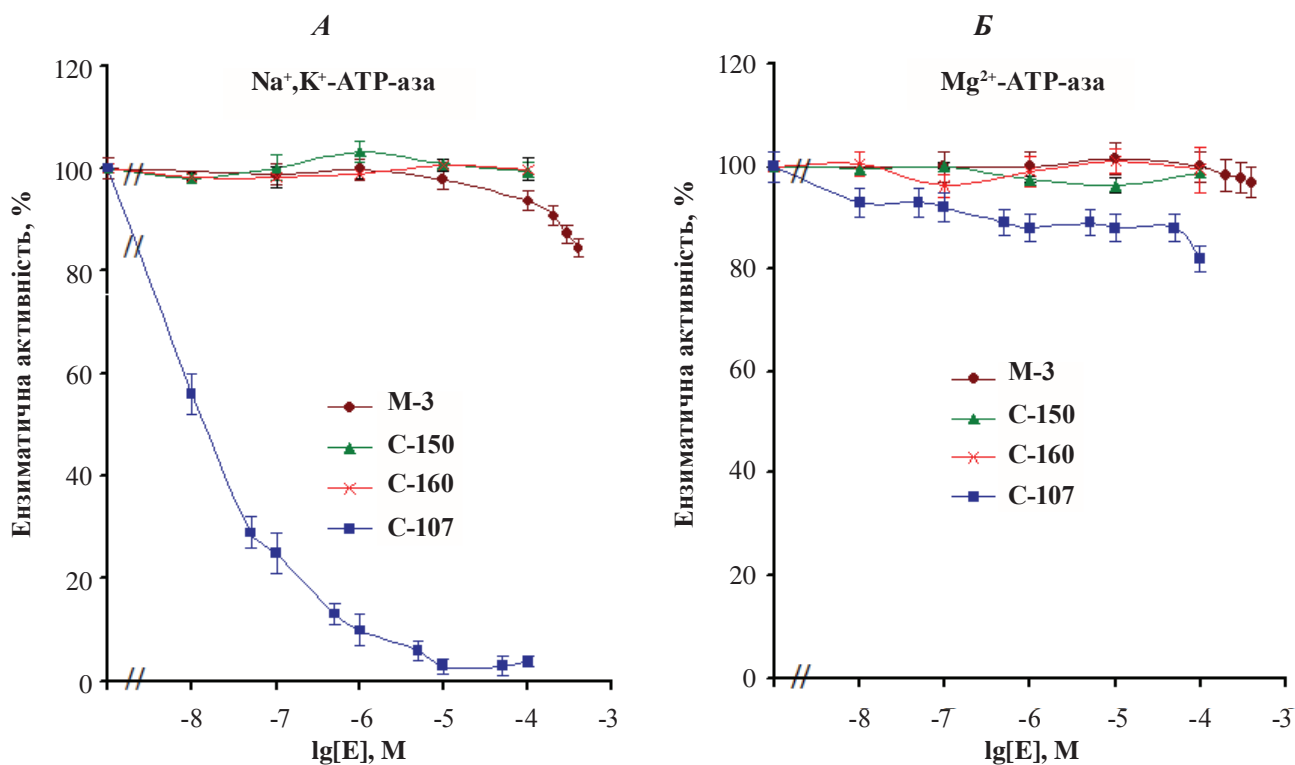 А
Na⁺,K⁺-АТР-аза
Ензиматична активність, %
120
100
80
60
40
20
0
М-3
С-150
С-160
С-107
-8
-7
-6
-5
-4
-3
lg[E], М
Б
Mg²⁺-АТР-аза
Ензиматична активність, %
120
100
80
60
40
20
0
М-3
С-150
С-160
С-107
-8
-7
-6
-5
-4
-3
lg[E], М